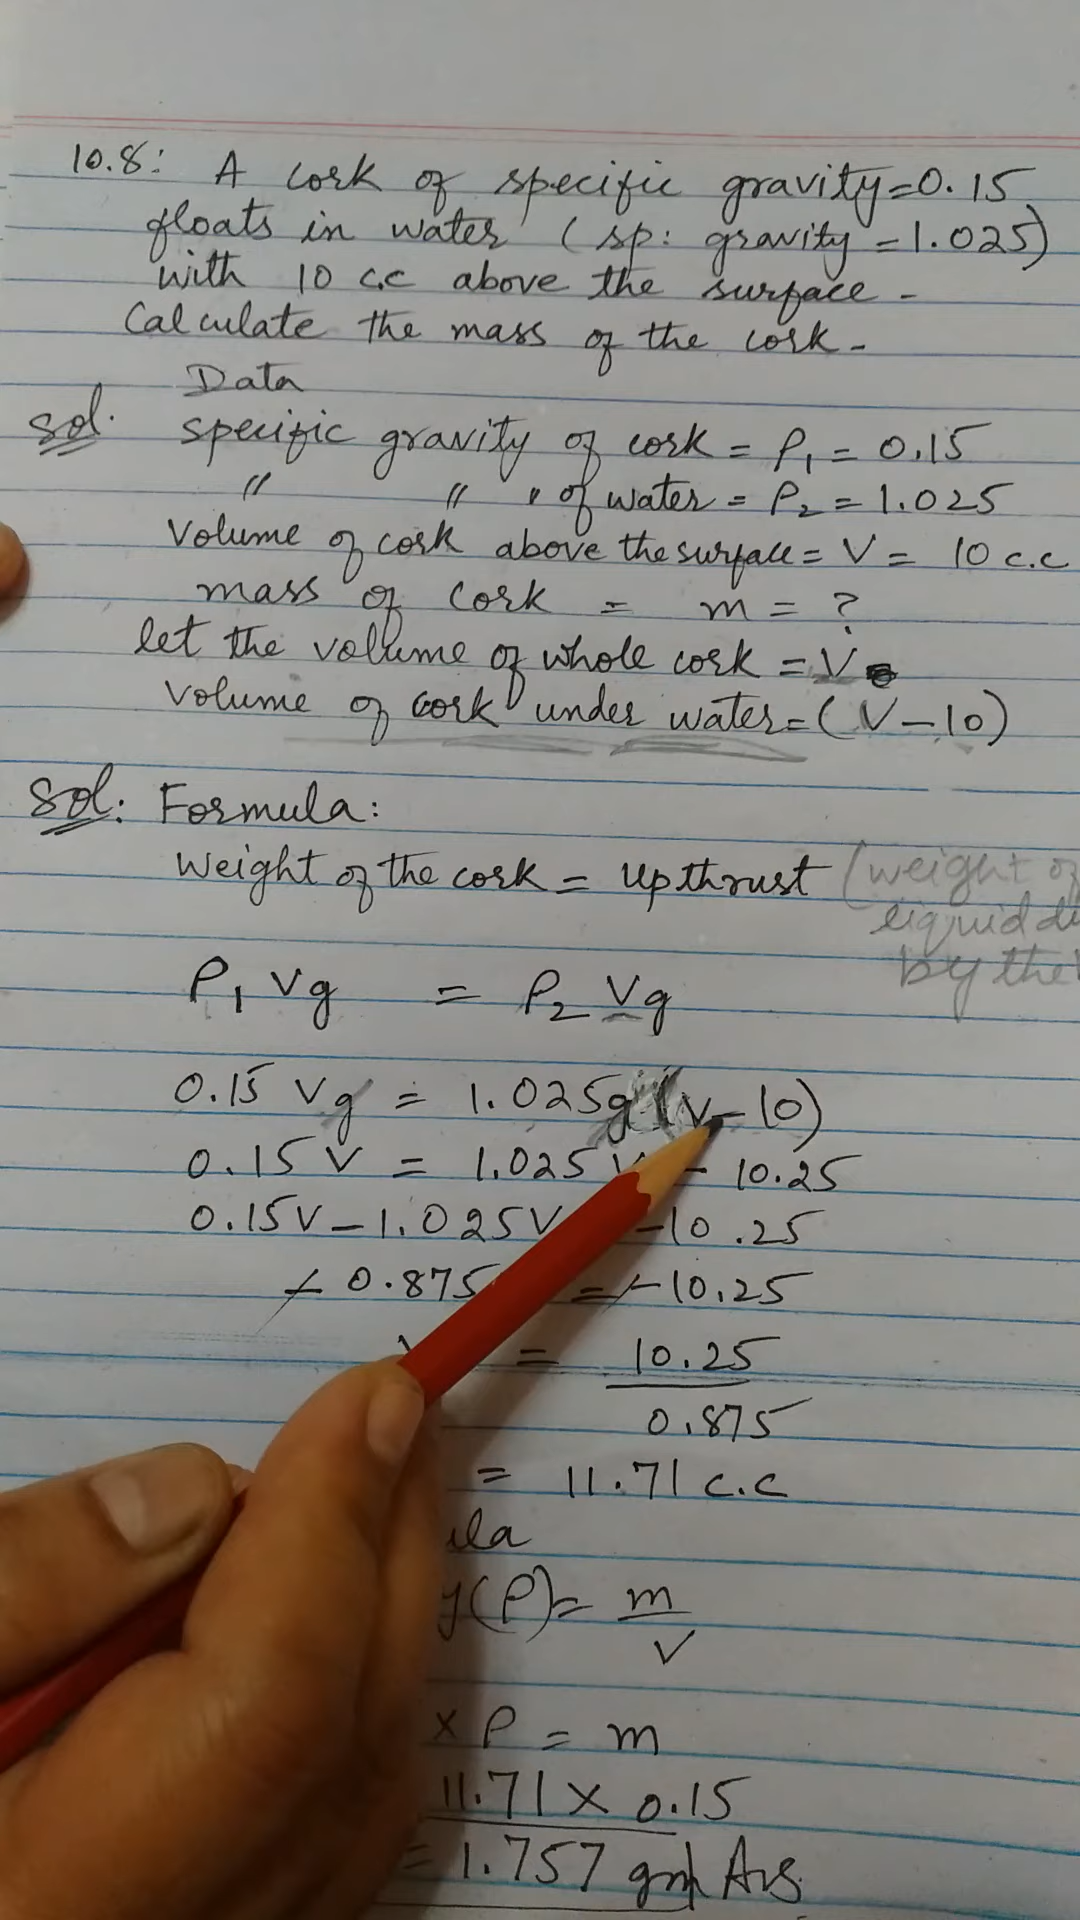 10.8: A cork of specific gravity=0.15
floats in water (sp: gravity =1.025)
with 10 c.c above the surface -
Calculate the mass of the cork -
Data
Sol. specific gravity of cork = ρ₁ = 0.15
" " " of water = ρ₂ = 1.025
Volume of cork above the surface = V = 10 c.c
mass of cork = m = ?
let the volume of whole cork = V
Volume of cork under water = (V-10)
Sol: Formula:
Weight of the cork = Upthrust (weight of
liquid
by the
ρ₁ Vg = ρ₂ Vg
0.15 Vg = 1.025g (V-10)
0.15 V = 1.025 V - 10.25
0.15V - 1.025V -10.25
- 0.875 = -10.25
= 10.25
0.875
= 11.71 c.c
(ρ) = m
V
x ρ = m
11.71 x 0.15
= 1.757 gm Ans